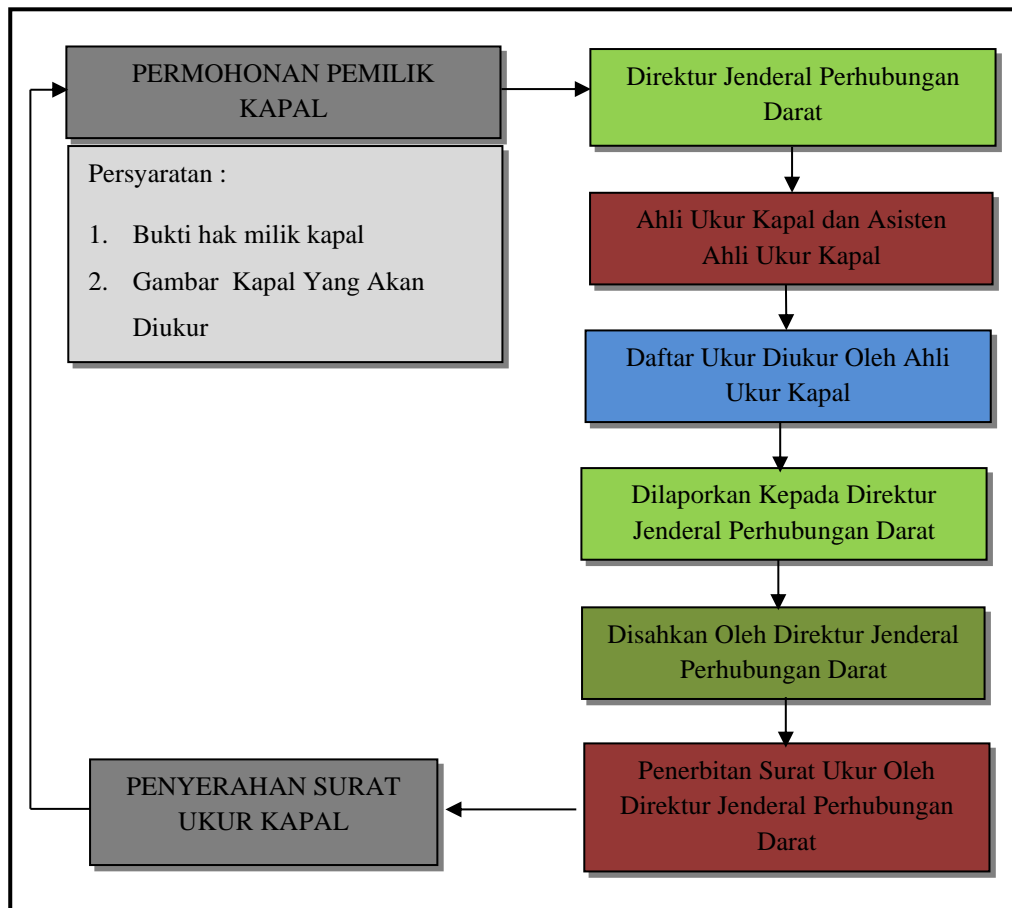 PERMOHONAN PEMILIK
KAPAL
Persyaratan :
1. Bukti hak milik kapal
2. Gambar Kapal Yang Akan
Diukur
Direktur Jenderal Perhubungan
Darat
Ahli Ukur Kapal dan Asisten
Ahli Ukur Kapal
Daftar Ukur Diukur Oleh Ahli
Ukur Kapal
Dilaporkan Kepada Direktur
Jenderal Perhubungan Darat
Disahkan Oleh Direktur Jenderal
Perhubungan Darat
Penerbitan Surat Ukur Oleh
Direktur Jenderal Perhubungan
Darat
PENYERAHAN SURAT
UKUR KAPAL